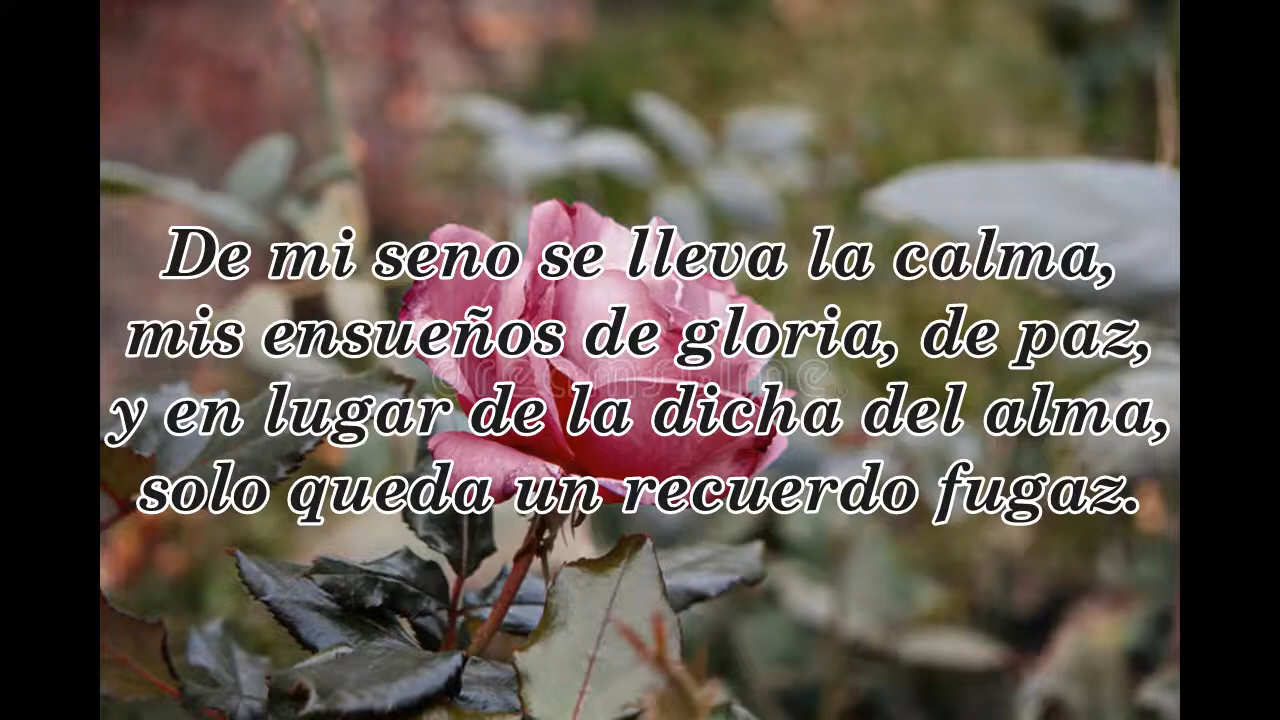 De mi seno se lleva la calma,
mis ensueños de gloria, de paz,
y en lugar de la dicha del alma,
solo queda un recuerdo fugaz.